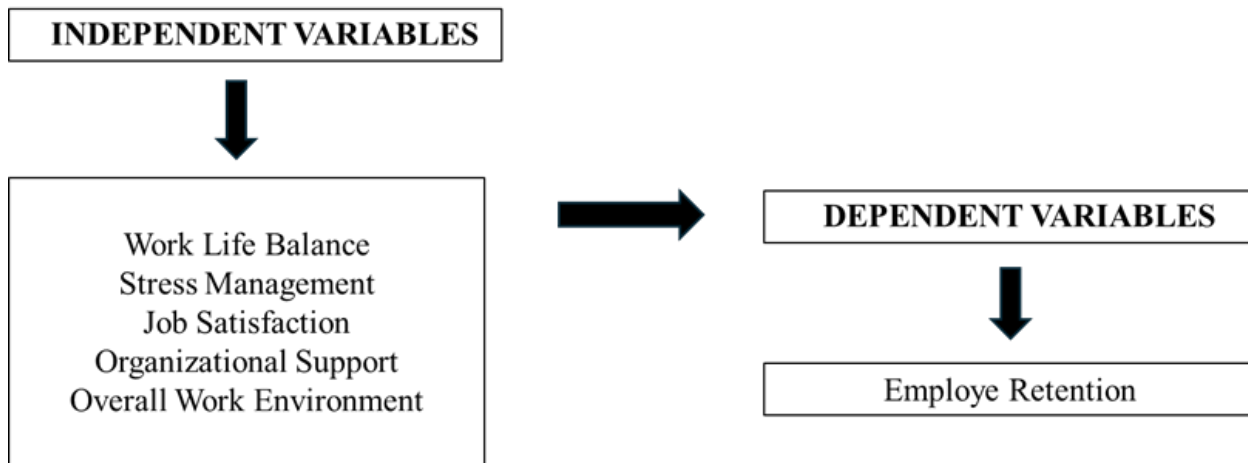 INDEPENDENT VARIABLES
Work Life Balance
Stress Management
Job Satisfaction
Organizational Support
Overall Work Environment
DEPENDENT VARIABLES
Employe Retention